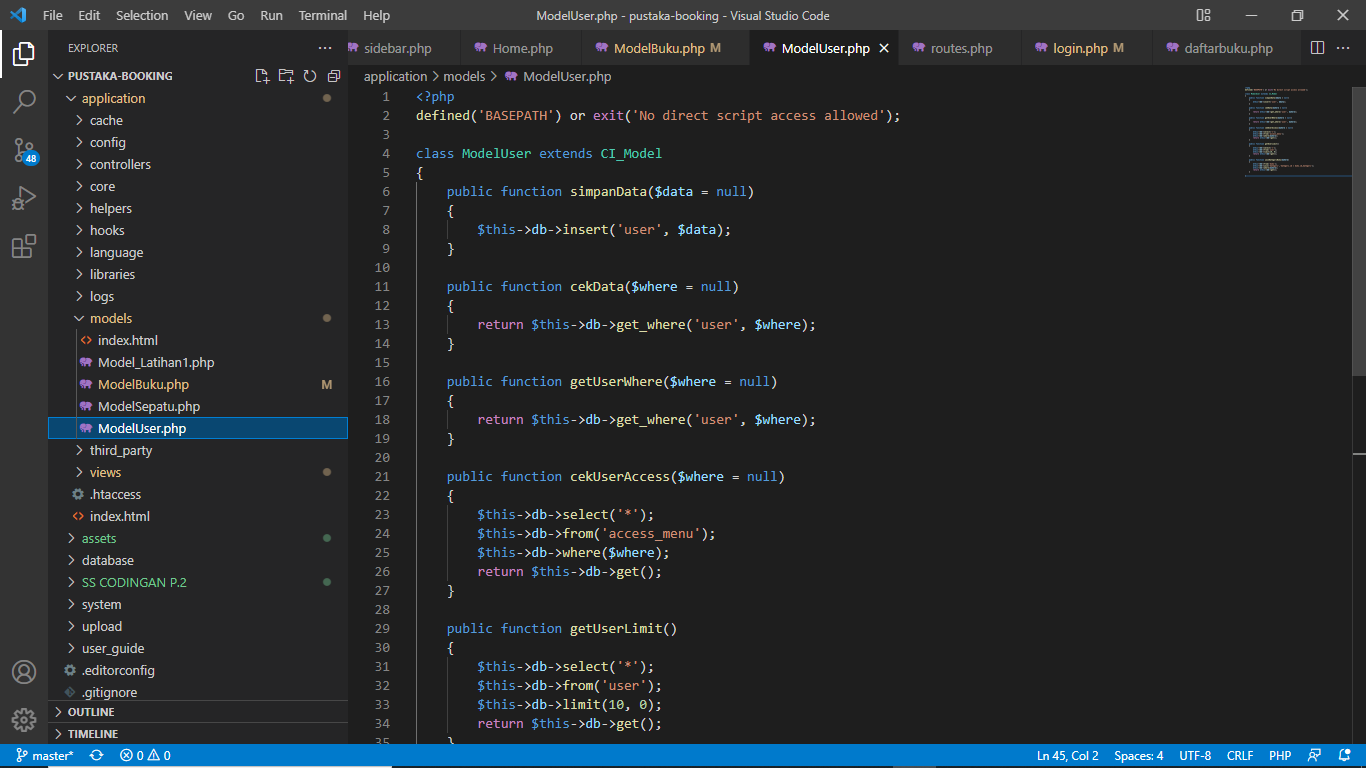 File Edit Selection View Go Run Terminal Help ModelUser.php - pustaka-booking - Visual Studio Code
EXPLORER ···
sidebar.php Home.php ModelBuku.php M ModelUser.php routes.php login.php M daftarbuku.php ···
PUSTAKA-BOOKING
application
cache
config
controllers
core
helpers
hooks
language
libraries
logs
models
index.html
Model_Latihan1.php
ModelBuku.php M
ModelSepatu.php
ModelUser.php
third_party
views
.htaccess
index.html
assets
database
SS CODINGAN P.2
system
upload
user_guide
.editorconfig
.gitignore
OUTLINE
TIMELINE
48
application > models > ModelUser.php
1 <?php
2 defined('BASEPATH') or exit('No direct script access allowed');
3
4 class ModelUser extends CI_Model
5 {
6 public function simpanData($data = null)
7 {
8 $this->db->insert('user', $data);
9 }
10
11 public function cekData($where = null)
12 {
13 return $this->db->get_where('user', $where);
14 }
15
16 public function getUserWhere($where = null)
17 {
18 return $this->db->get_where('user', $where);
19 }
20
21 public function cekUserAccess($where = null)
22 {
23 $this->db->select('*');
24 $this->db->from('access_menu');
25 $this->db->where($where);
26 return $this->db->get();
27 }
28
29 public function getUserLimit()
30 {
31 $this->db->select('*');
32 $this->db->from('user');
33 $this->db->limit(10, 0);
34 return $this->db->get();
35 }
master* 0 0 Ln 45, Col 2 Spaces: 4 UTF-8 CRLF PHP